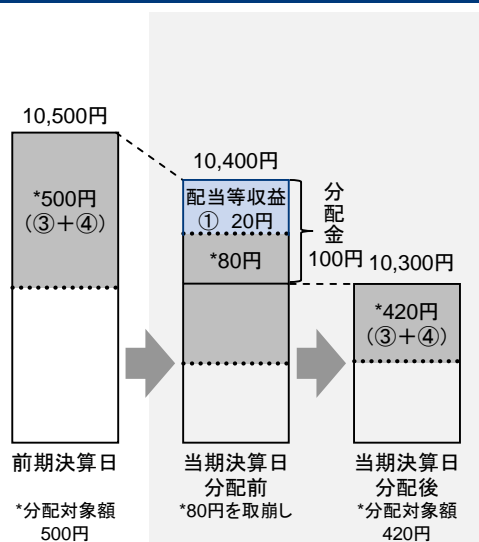 10,500円
*500円
(③+④)
前期決算日
*分配対象額
500円
10,400円
配当等収益
① 20円
*80円
分配金
100円
当期決算日
分配前
*80円を取崩し
10,300円
*420円
(③+④)
当期決算日
分配後
*分配対象額
420円